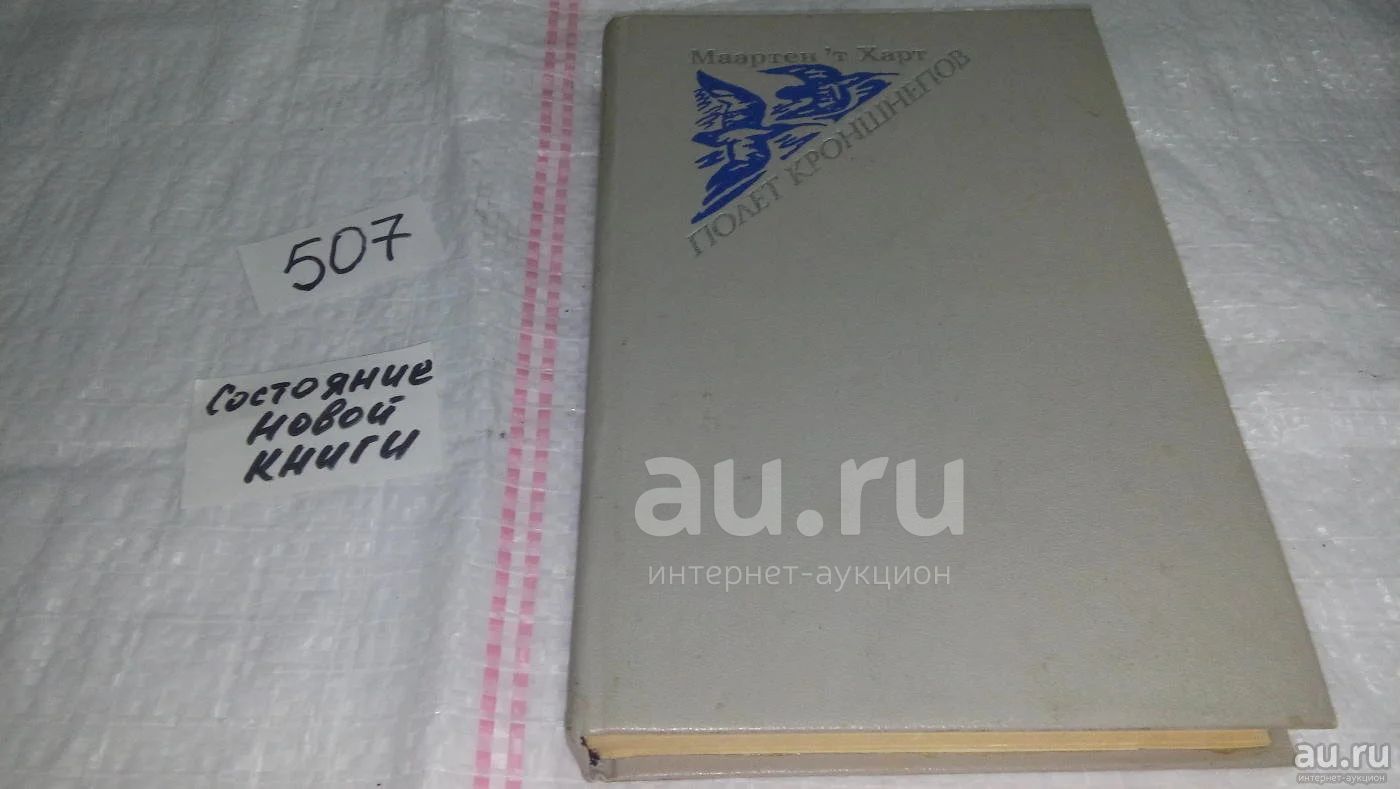 Маартен 'т Харт
ПОЛЕТ КРОНШНЕПОВ
507
Состояние
новой
книги
au.ru
интернет-аукцион
au.ru
интернет-аукцион